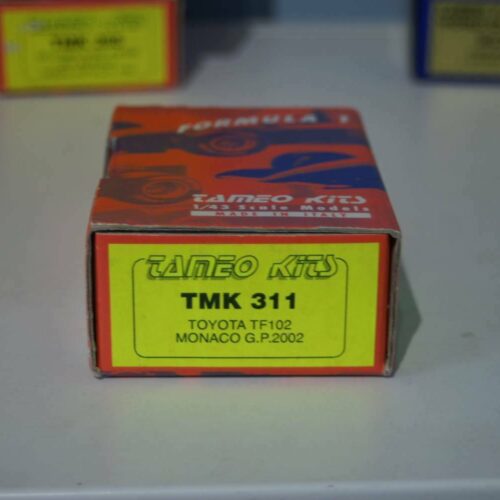 TMK
FORMULA 1
TAMEO KITS
1/43 Scale Models
MADE IN ITALY
TAMEO KITS
TMK 311
TOYOTA TF102
MONACO G.P.2002